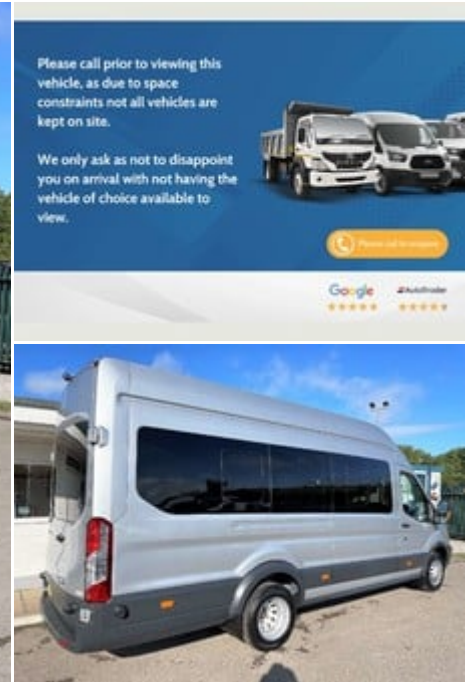 Please call prior to viewing this
vehicle, as due to space
constraints not all vehicles are
kept on site.
We only ask as not to disappoint
you on arrival with not having the
vehicle of choice available to
view.
Please call to enquire
Google
AutoTrader